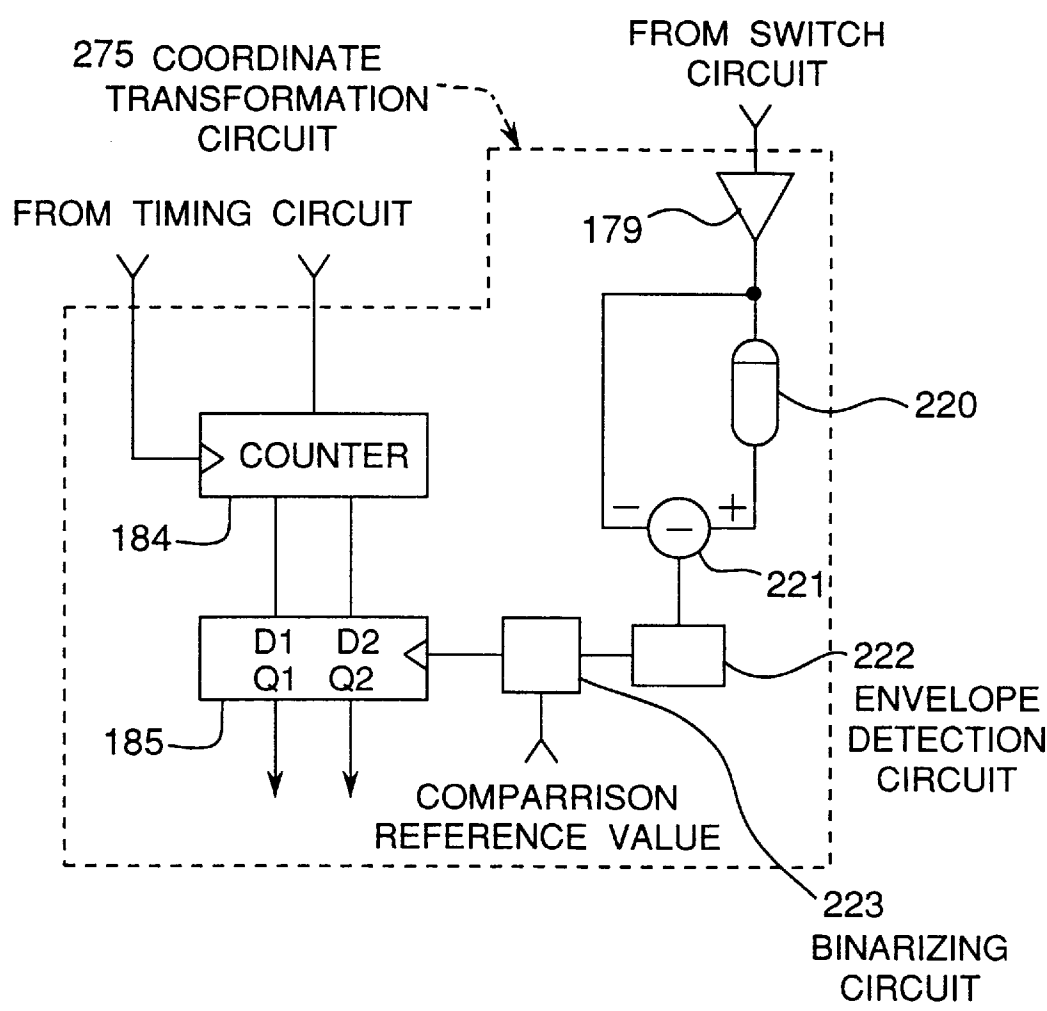 275 COORDINATE
TRANSFORMATION
CIRCUIT
FROM SWITCH
CIRCUIT
FROM TIMING CIRCUIT
179
220
COUNTER
184
− +
−
221
D1 D2
Q1 Q2
185
222
ENVELOPE
DETECTION
CIRCUIT
COMPARRISON
REFERENCE VALUE
223
BINARIZING
CIRCUIT